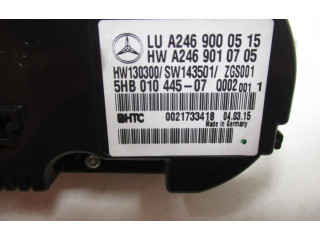 LU A246 900 05 15
HW A246 901 07 05
HW130300/SW143501/ ZGS001
5HB 010 445-07 Q002 001 1
BHTC 0021733418 04.03.15
Made in Germany